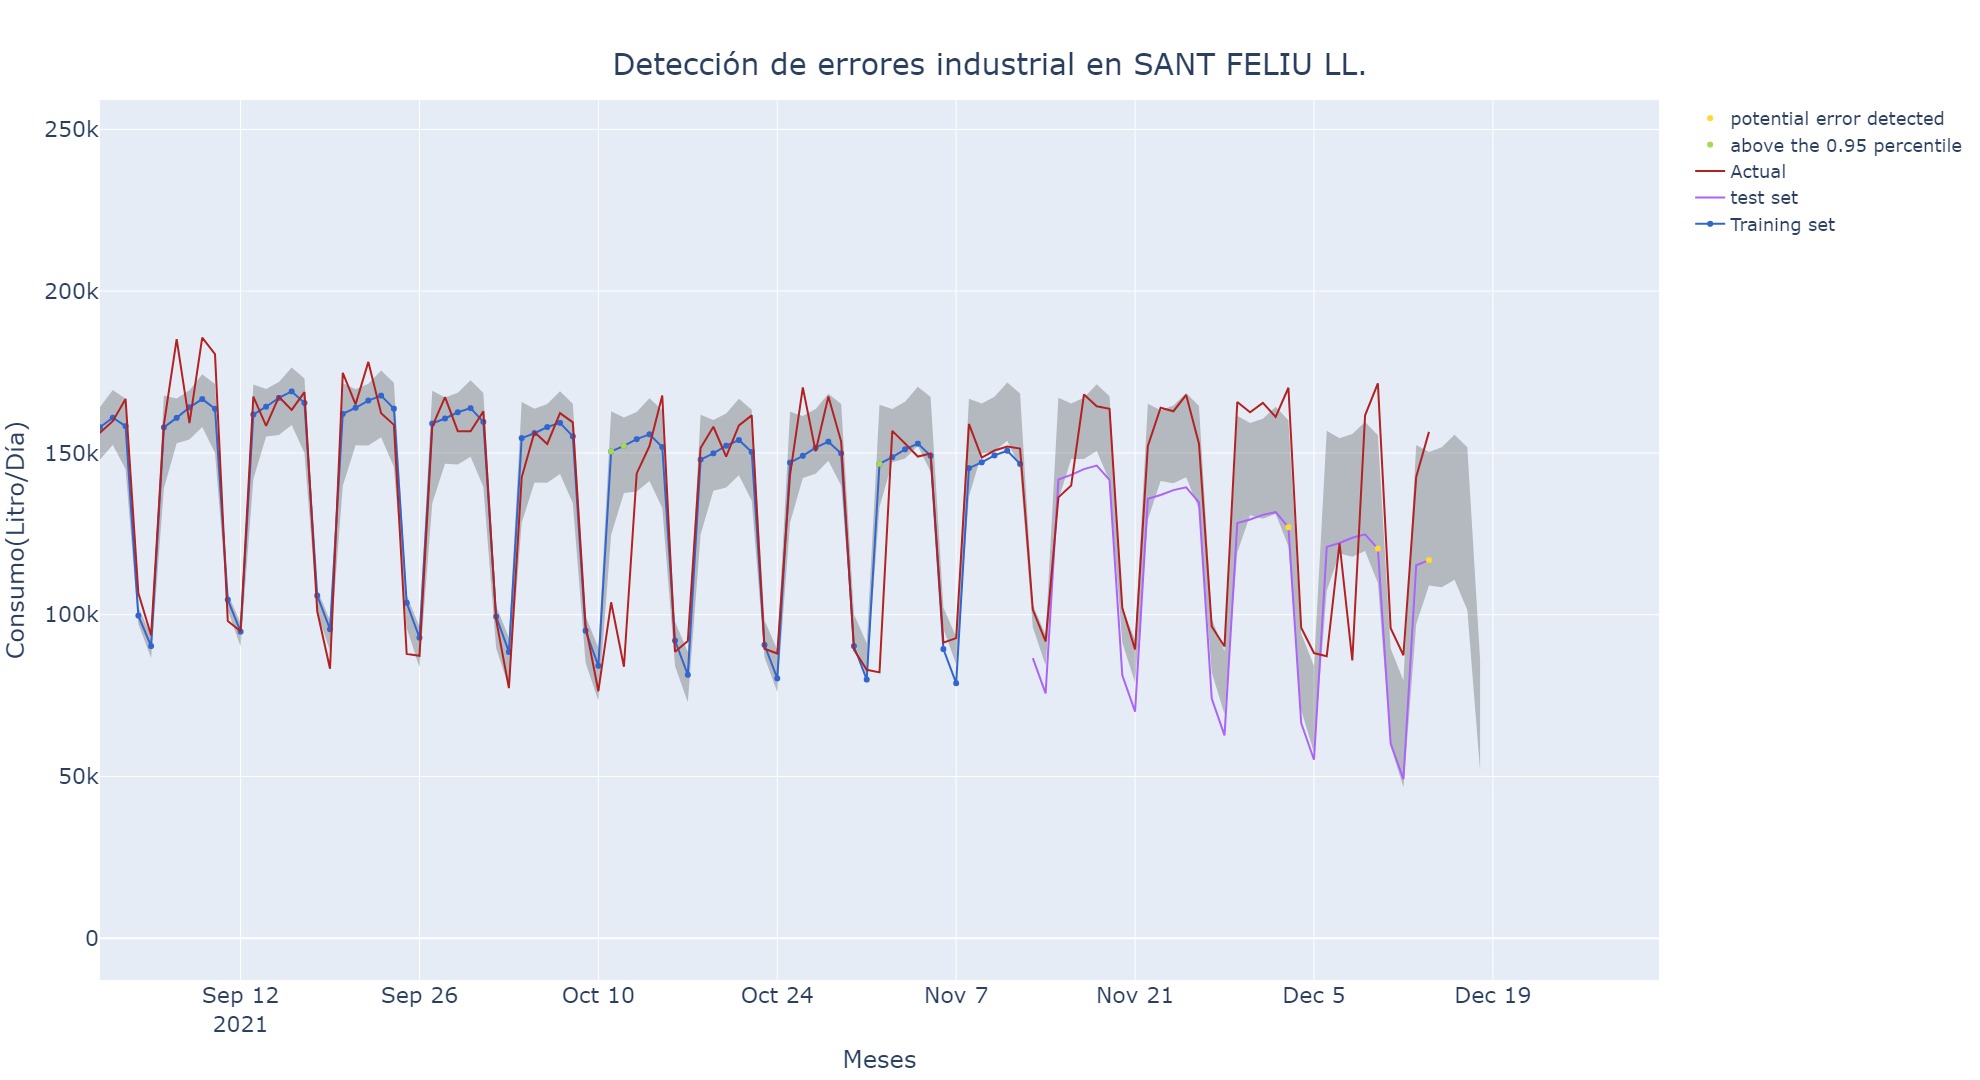 Detección de errores industrial en SANT FELIU LL.
potential error detected
above the 0.95 percentile
Actual
test set
Training set
Consumo(Litro/Día)
250k
200k
150k
100k
50k
0
Sep 12
2021
Sep 26
Oct 10
Oct 24
Nov 7
Nov 21
Dec 5
Dec 19
Meses